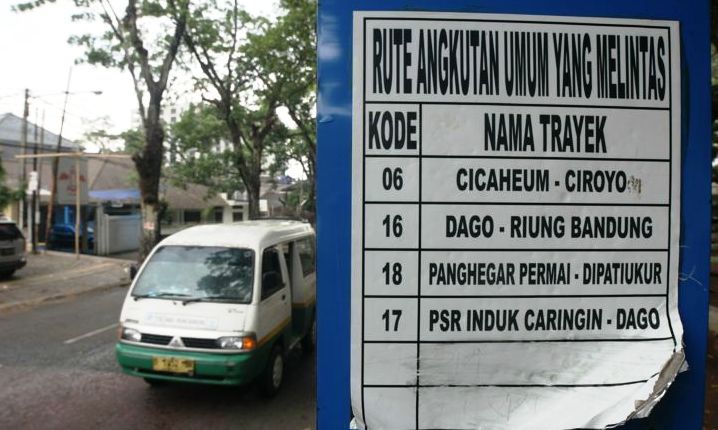 RUTE ANGKUTAN UMUM YANG MELINTAS
KODE NAMA TRAYEK
06 CICAHEUM - CIROYO
16 DAGO - RIUNG BANDUNG
18 PANGHEGAR PERMAI - DIPATIUKUR
17 PSR INDUK CARINGIN - DAGO